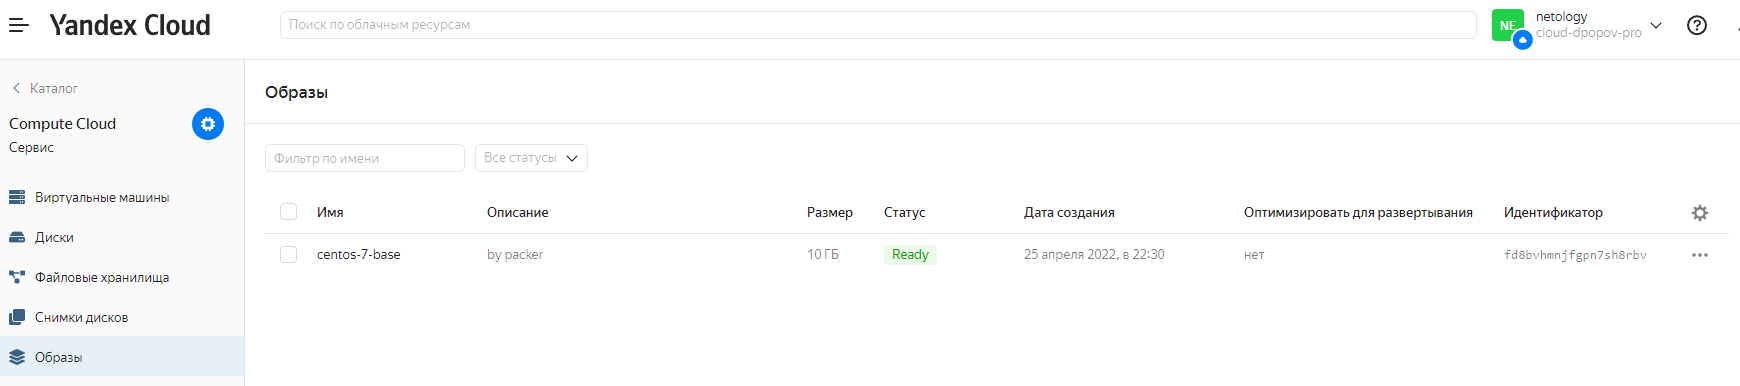 Yandex Cloud
Поиск по облачным ресурсам
NE
netology
cloud-dpopov-pro
Каталог
Compute Cloud
Сервис
Виртуальные машины
Диски
Файловые хранилища
Снимки дисков
Образы
Образы
Фильтр по имени
Все статусы
Имя Описание Размер Статус Дата создания Оптимизировать для развертывания Идентификатор
centos-7-base by packer 10 ГБ Ready 25 апреля 2022, в 22:30 нет fd8bvhmnjfgpn7sh8rbv